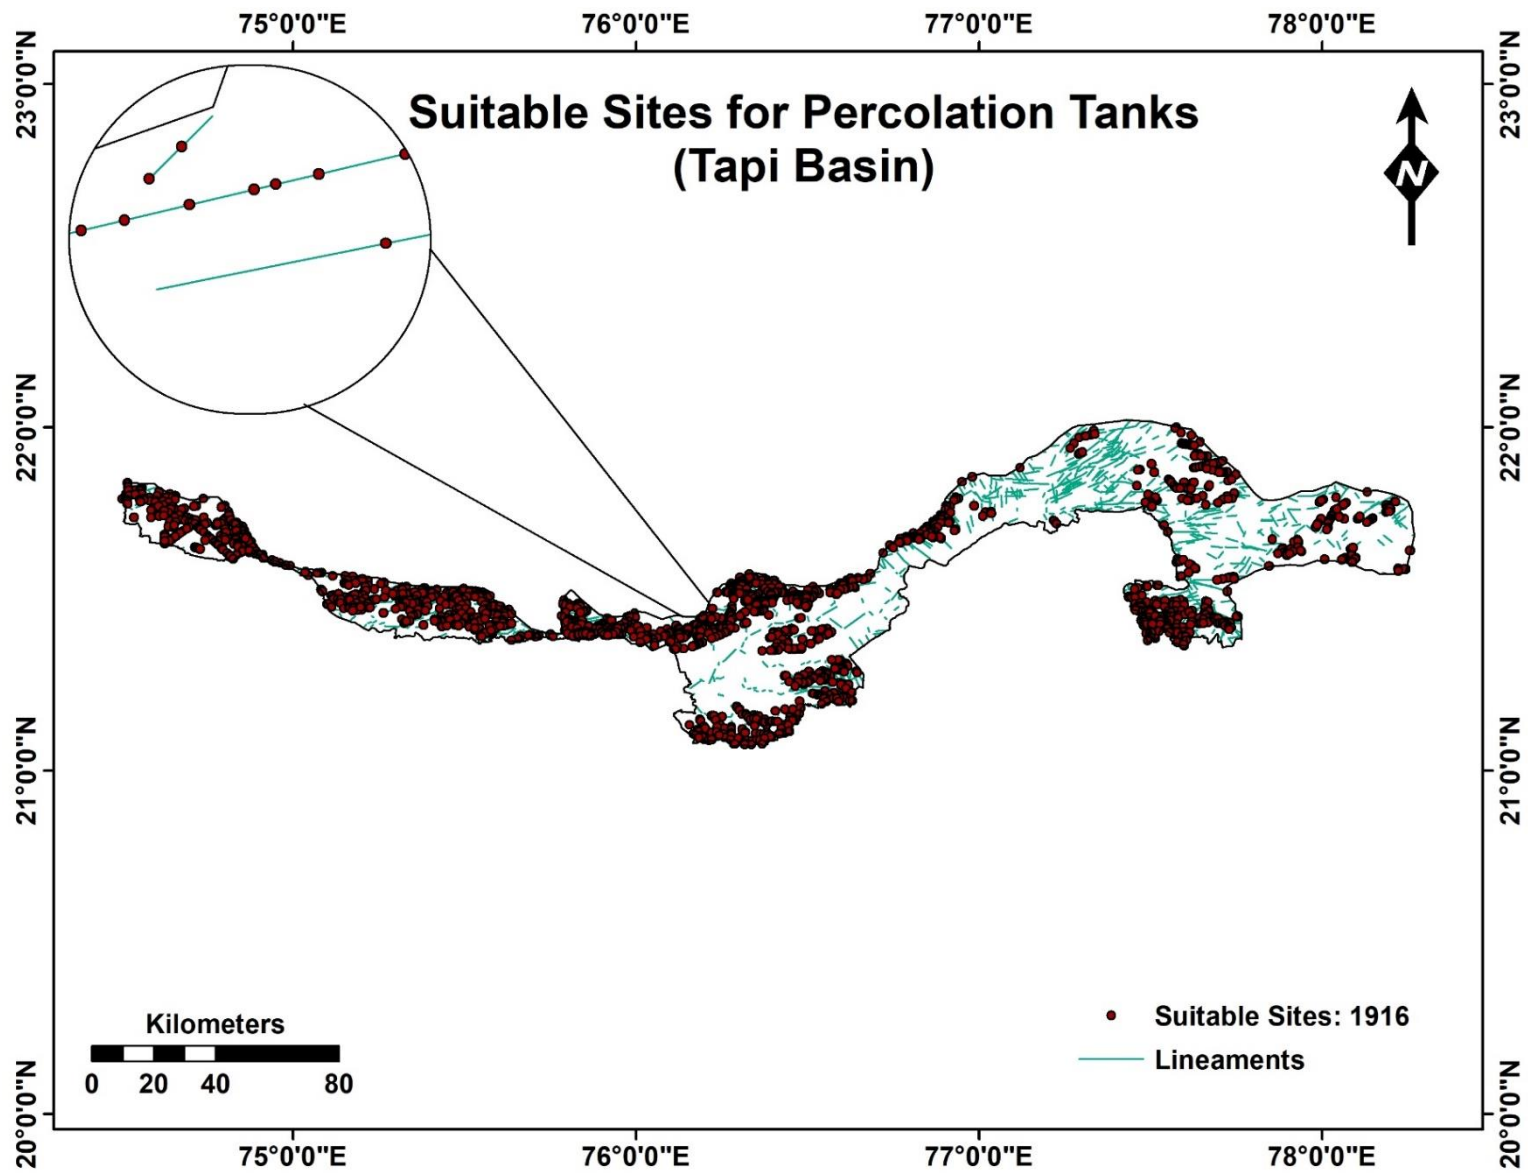 75°0'0"E 76°0'0"E 77°0'0"E 78°0'0"E
23°0'0"N 23°0'0"N
Suitable Sites for Percolation Tanks
(Tapi Basin)
N
22°0'0"N 22°0'0"N
21°0'0"N 21°0'0"N
Kilometers
0 20 40 80
Suitable Sites: 1916
Lineaments
20°0'0"N 20°0'0"N
75°0'0"E 76°0'0"E 77°0'0"E 78°0'0"E